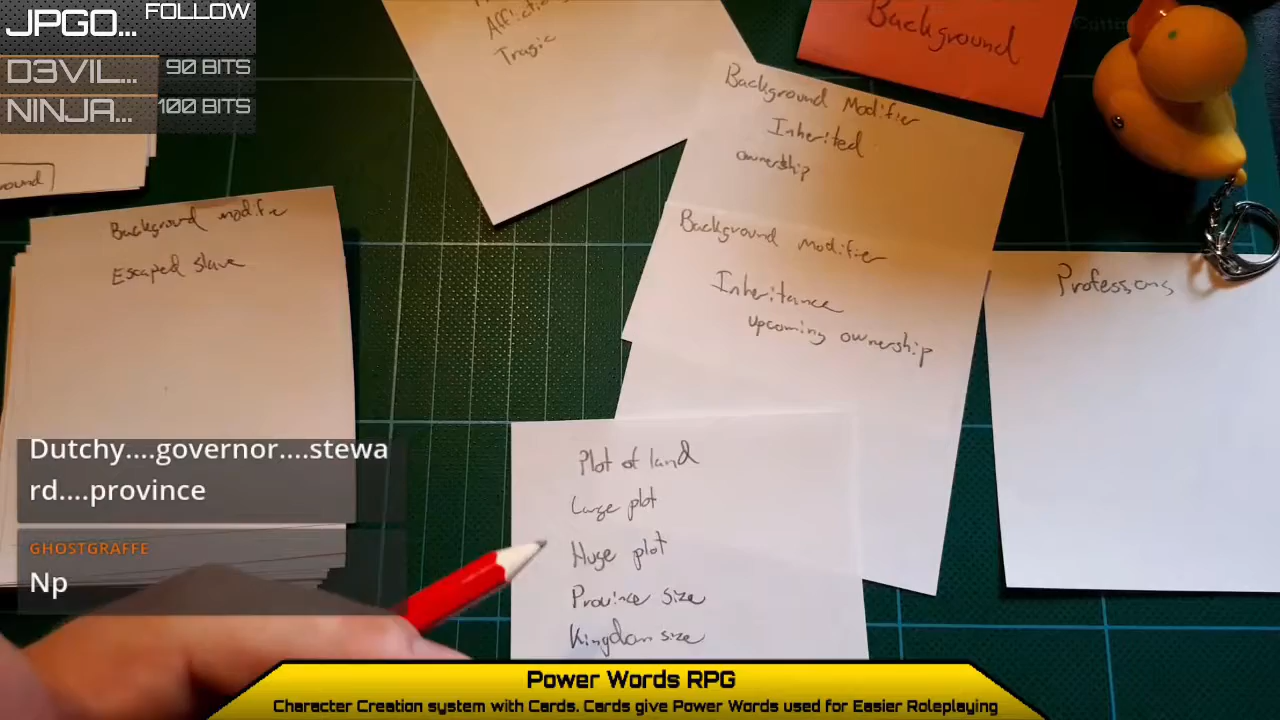 JPGO... FOLLOW
D3VIL... 90 BITS
NINJA... 100 BITS
Tragic
Background
Background Modifier
Inherited
ownership
Background modifier
Inheritance
upcoming ownership
Professions
Background modifier
Escaped slave
Plot of land
Large plot
Huge plot
Province size
Kingdom size
Dutchy....governor....stewa
rd....province
GHOSTGRAFFE
Np
Power Words RPG
Character Creation system with Cards. Cards give Power Words used for Easier Roleplaying